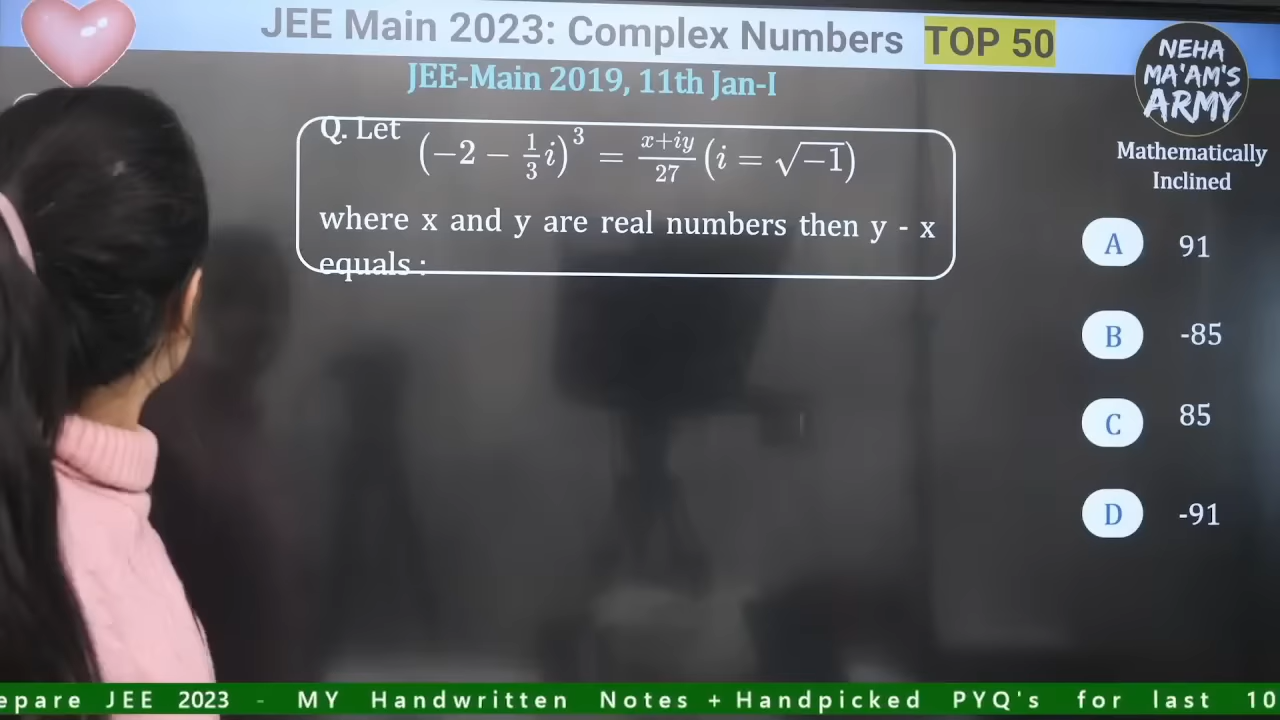 JEE Main 2023: Complex Numbers TOP 50
JEE-Main 2019, 11th Jan-I
NEHA
MA'AM'S
ARMY
Mathematically
Inclined
Q. Let (−2 − 1/3 i)³ = x+iy/27 (i = √−1)
where x and y are real numbers then y - x
equals :
A 91
B -85
C 85
D -91
epare JEE 2023 - MY Handwritten Notes + Handpicked PYQ's for last 10